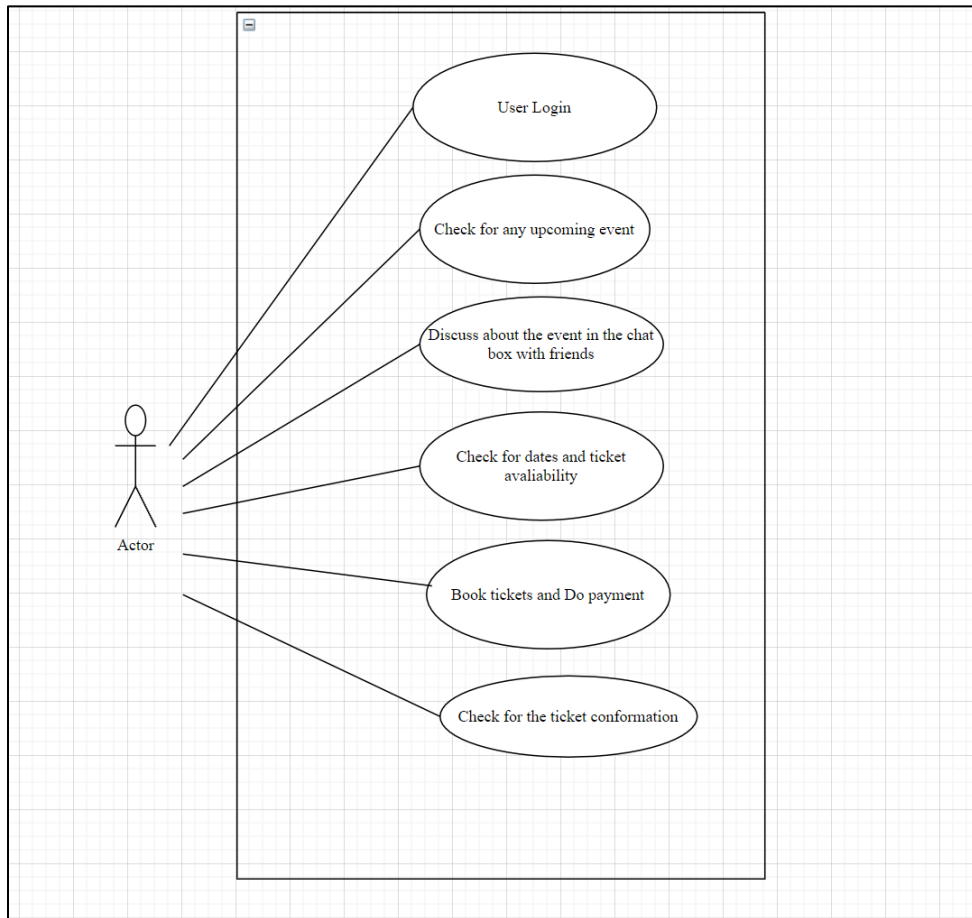 User Login
Check for any upcoming event
Discuss about the event in the chat
box with friends
Check for dates and ticket
avaliability
Actor
Book tickets and Do payment
Check for the ticket conformation